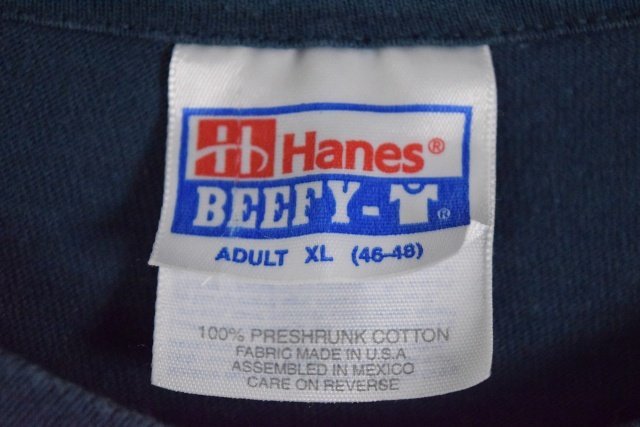 Hanes®
BEEFY-T®
ADULT XL (46-48)
100% PRESHRUNK COTTON
FABRIC MADE IN U.S.A.
ASSEMBLED IN MEXICO
CARE ON REVERSE